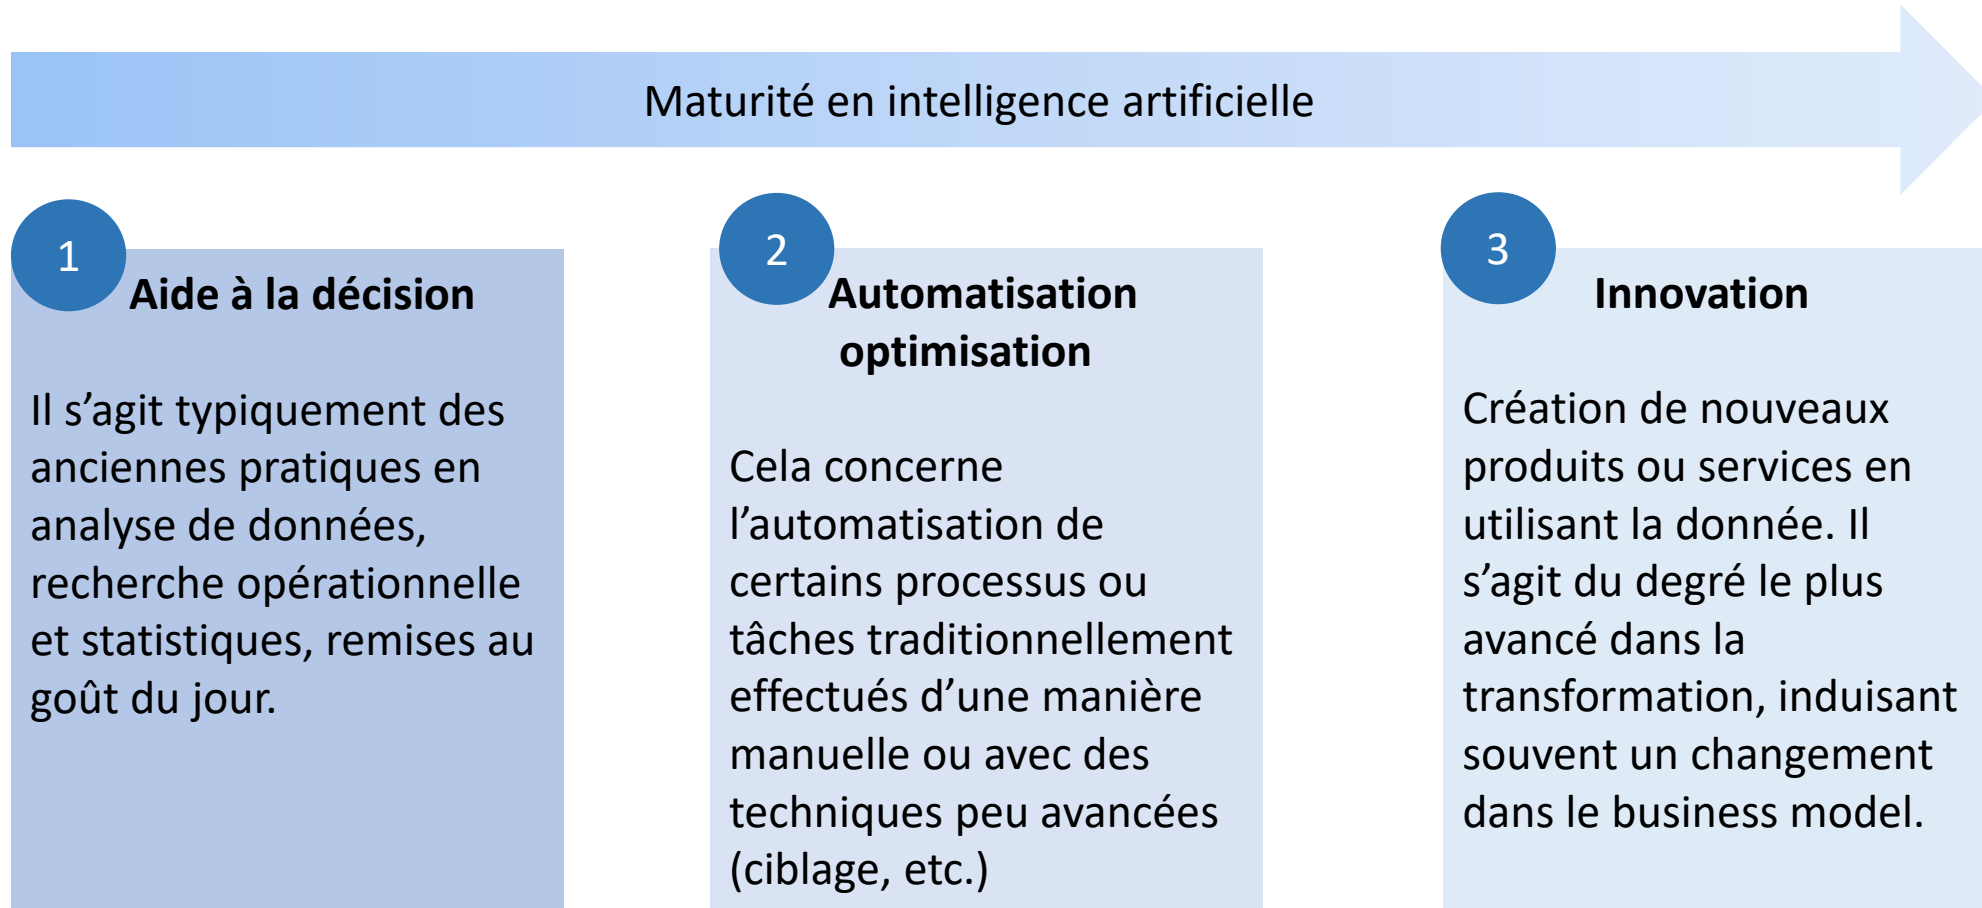 Maturité en intelligence artificielle
1
Aide à la décision
Il s’agit typiquement des
anciennes pratiques en
analyse de données,
recherche opérationnelle
et statistiques, remises au
goût du jour.
2
Automatisation
optimisation
Cela concerne
l’automatisation de
certains processus ou
tâches traditionnellement
effectués d’une manière
manuelle ou avec des
techniques peu avancées
(ciblage, etc.)
3
Innovation
Création de nouveaux
produits ou services en
utilisant la donnée. Il
s’agit du degré le plus
avancé dans la
transformation, induisant
souvent un changement
dans le business model.